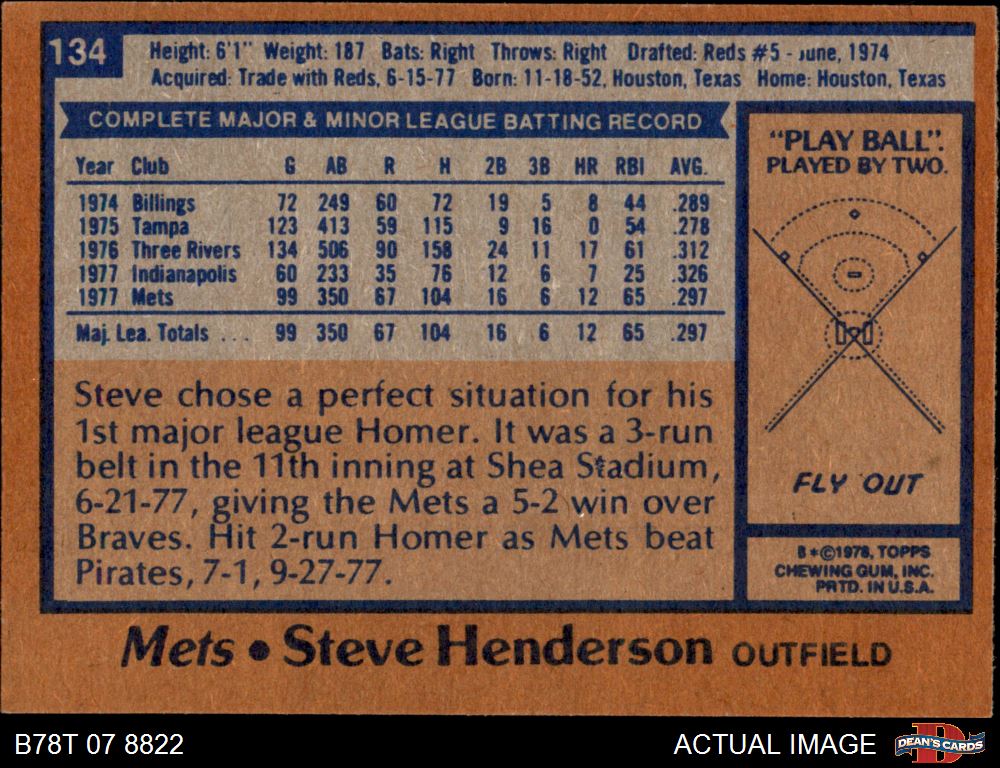 134
Height: 6'1" Weight: 187 Bats: Right Throws: Right Drafted: Reds #5 - June, 1974
Acquired: Trade with Reds, 6-15-77 Born: 11-18-52, Houston, Texas Home: Houston, Texas
COMPLETE MAJOR & MINOR LEAGUE BATTING RECORD
Year Club G AB R H 2B 3B HR RBI AVG.
1974 Billings 72 249 60 72 19 5 8 44 .289
1975 Tampa 123 413 59 115 9 16 0 54 .278
1976 Three Rivers 134 506 90 158 24 11 17 61 .312
1977 Indianapolis 60 233 35 76 12 6 7 25 .326
1977 Mets 99 350 67 104 16 6 12 65 .297
Maj. Lea. Totals ... 99 350 67 104 16 6 12 65 .297
Steve chose a perfect situation for his
1st major league Homer. It was a 3-run
belt in the 11th inning at Shea Stadium,
6-21-77, giving the Mets a 5-2 win over
Braves. Hit 2-run Homer as Mets beat
Pirates, 7-1, 9-27-77.
"PLAY BALL".
PLAYED BY TWO.
FLY OUT
B*©1978, TOPPS
CHEWING GUM, INC.
PRTD. IN U.S.A.
Mets • Steve Henderson OUTFIELD
B78T 07 8822
ACTUAL IMAGE
D
DEAN'S CARDS